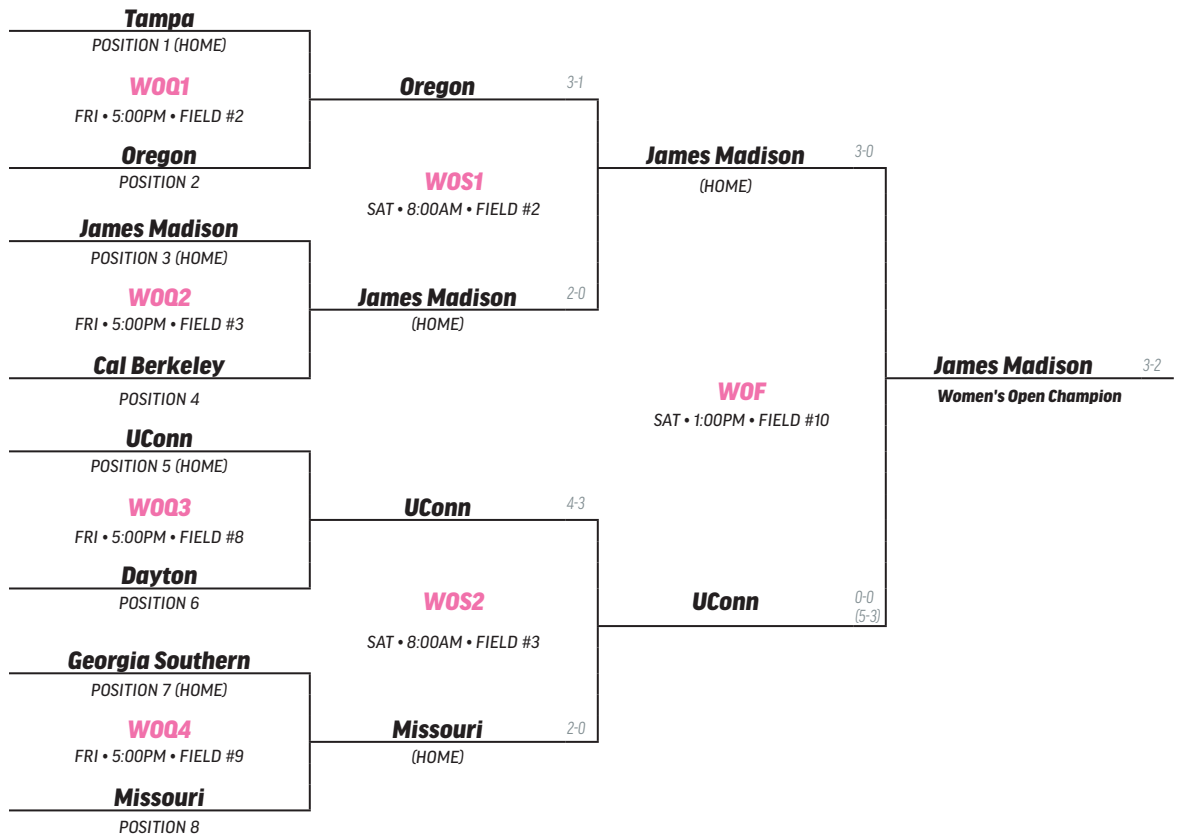 Tampa
POSITION 1 (HOME)
WOQ1
FRI • 5:00PM • FIELD #2
Oregon
POSITION 2
James Madison
POSITION 3 (HOME)
WOQ2
FRI • 5:00PM • FIELD #3
Cal Berkeley
POSITION 4
UConn
POSITION 5 (HOME)
WOQ3
FRI • 5:00PM • FIELD #8
Dayton
POSITION 6
Georgia Southern
POSITION 7 (HOME)
WOQ4
FRI • 5:00PM • FIELD #9
Missouri
POSITION 8
Oregon 3-1
WOS1
SAT • 8:00AM • FIELD #2
James Madison 2-0
(HOME)
UConn 4-3
WOS2
SAT • 8:00AM • FIELD #3
Missouri 2-0
(HOME)
James Madison 3-0
(HOME)
WOF
SAT • 1:00PM • FIELD #10
UConn 0-0
(5-3)
James Madison 3-2
Women's Open Champion